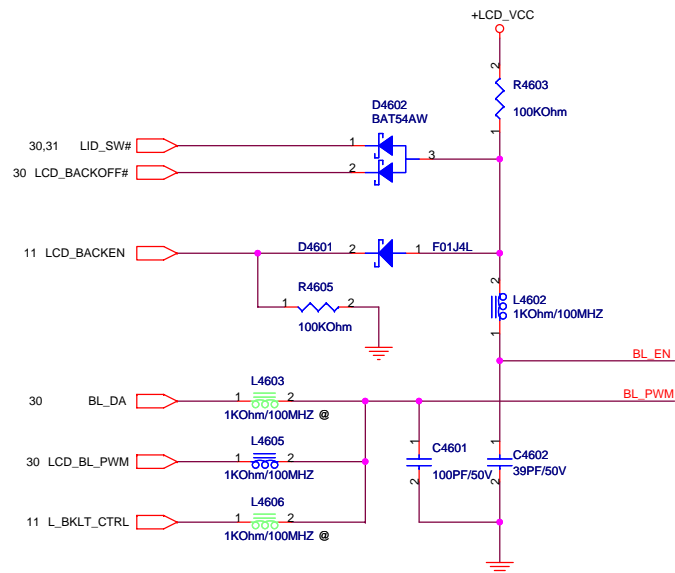 +LCD_VCC
2
R4603
100KOhm
1
D4602
BAT54AW
30,31 LID_SW#
1
3
30 LCD_BACKOFF#
2
11 LCD_BACKEN
D4601
2
1
F01J4L
R4605
1
2
100KOhm
2
L4602
1KOhm/100MHZ
1
BL_EN
L4603
30 BL_DA
1
2
BL_PWM
1KOhm/100MHZ @
L4605
30 LCD_BL_PWM
1
2
1KOhm/100MHZ
1
C4601
100PF/50V
2
1
C4602
39PF/50V
2
L4606
11 L_BKLT_CTRL
1
2
1KOhm/100MHZ @